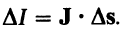 ΔI = J · Δs.